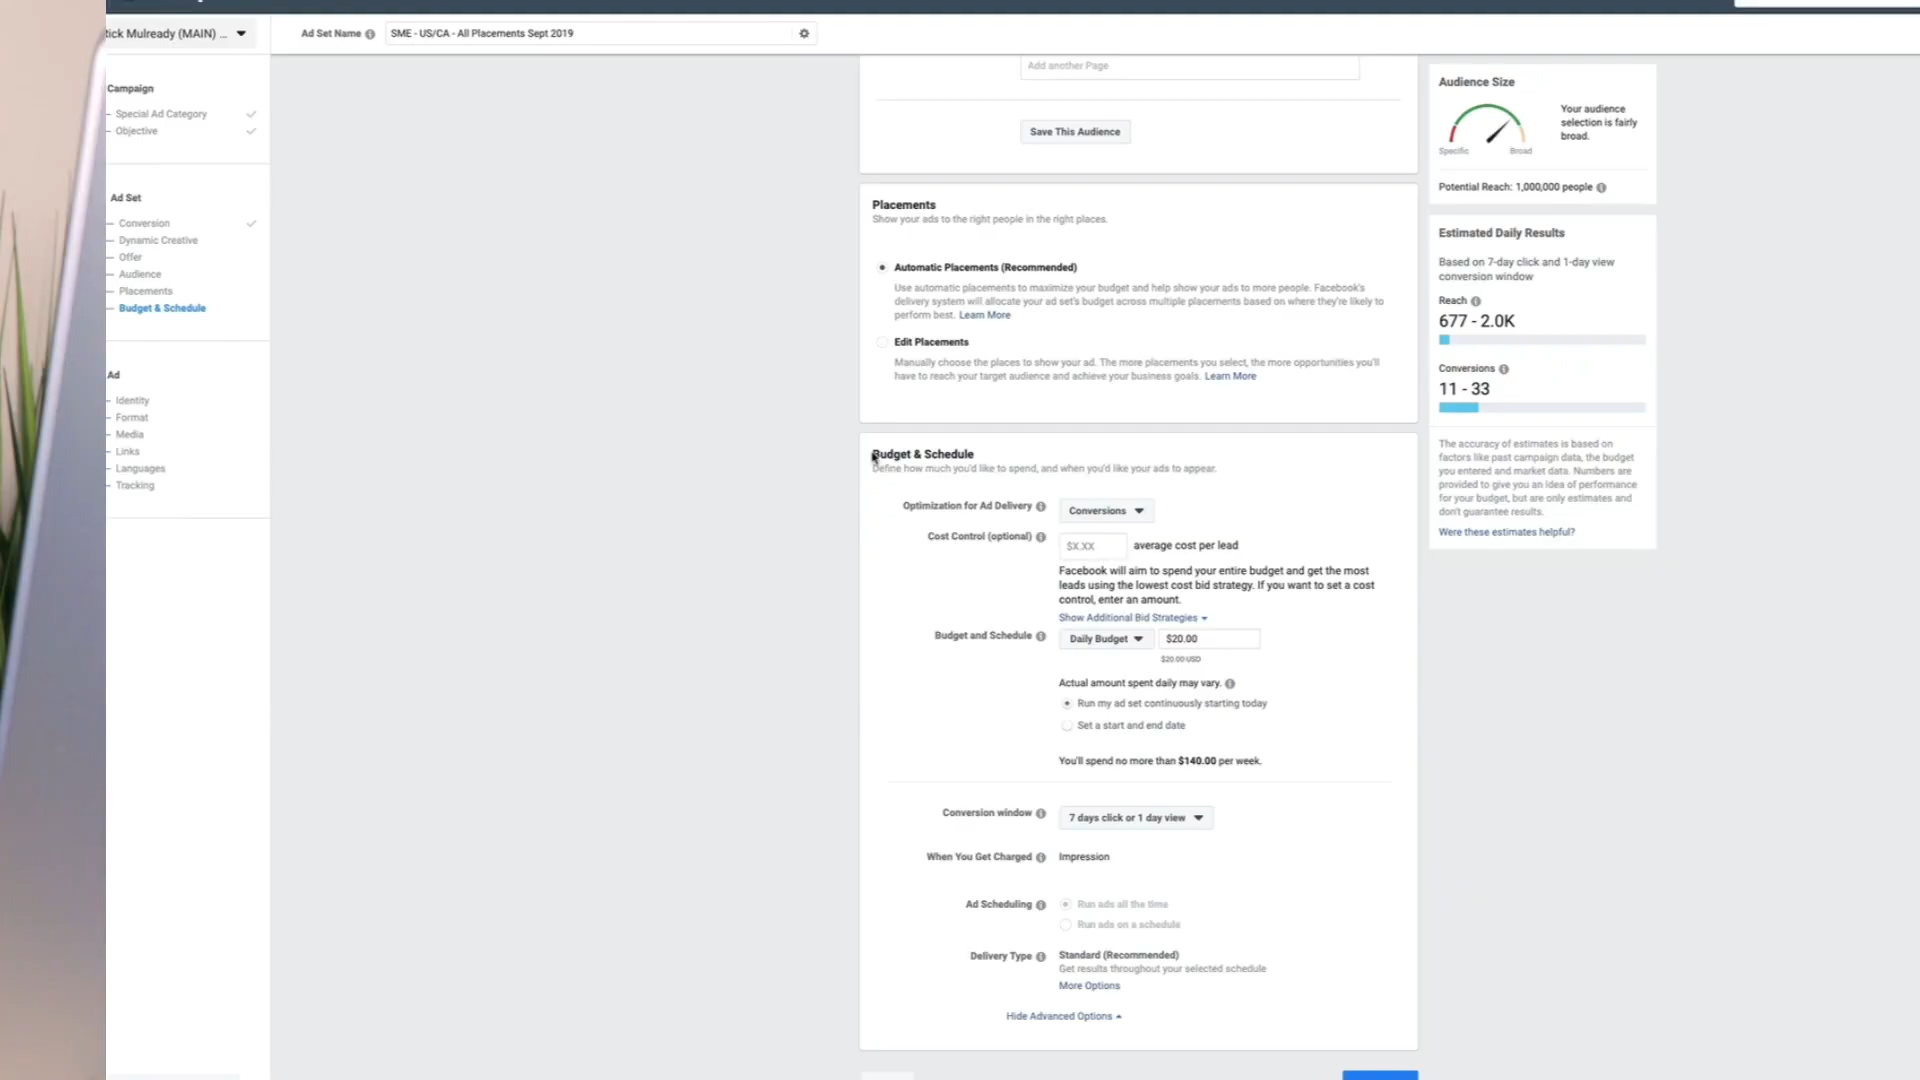 ick Mulready (MAIN) ...
Ad Set Name
SME - US/CA - All Placements Sept 2019
Campaign
Special Ad Category
Objective
Ad Set
Conversion
Dynamic Creative
Offer
Audience
Placements
Budget & Schedule
Ad
Identity
Format
Media
Links
Languages
Tracking
Add another Page
Save This Audience
Placements
Show your ads to the right people in the right places.
Automatic Placements (Recommended)
Use automatic placements to maximize your budget and help show your ads to more people. Facebook's
delivery system will allocate your ad set's budget across multiple placements based on where they're likely to
perform best. Learn More
Edit Placements
Manually choose the places to show your ad. The more placements you select, the more opportunities you'll
have to reach your target audience and achieve your business goals. Learn More
Budget & Schedule
Define how much you'd like to spend, and when you'd like your ads to appear.
Optimization for Ad Delivery
Conversions
Cost Control (optional)
$X.XX
average cost per lead
Facebook will aim to spend your entire budget and get the most
leads using the lowest cost bid strategy. If you want to set a cost
control, enter an amount.
Show Additional Bid Strategies
Budget and Schedule
Daily Budget
$20.00
$20.00 USD
Actual amount spent daily may vary.
Run my ad set continuously starting today
Set a start and end date
You'll spend no more than $140.00 per week.
Conversion window
7 days click or 1 day view
When You Get Charged
Impression
Ad Scheduling
Run ads all the time
Run ads on a schedule
Delivery Type
Standard (Recommended)
Get results throughout your selected schedule
More Options
Hide Advanced Options
Audience Size
Your audience
selection is fairly
broad.
Specific
Broad
Potential Reach: 1,000,000 people
Estimated Daily Results
Based on 7-day click and 1-day view
conversion window
Reach
677 - 2.0K
Conversions
11 - 33
The accuracy of estimates is based on
factors like past campaign data, the budget
you entered and market data. Numbers are
provided to give you an idea of performance
for your budget, but are only estimates and
don't guarantee results.
Were these estimates helpful?